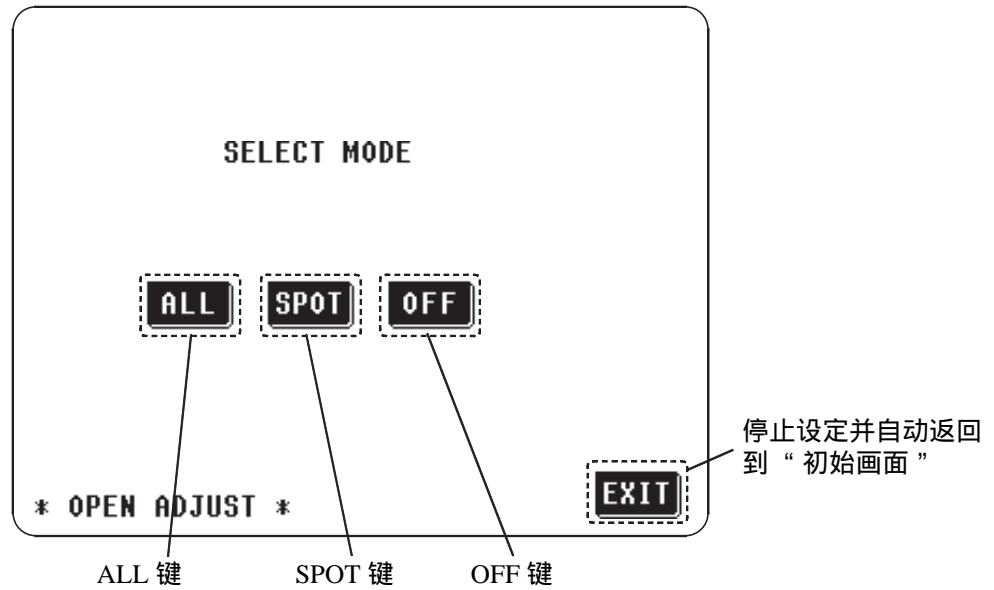 SELECT MODE
ALL
SPOT
OFF
停止设定并自动返回
到“初始画面”
EXIT
* OPEN ADJUST *
ALL 键
SPOT 键
OFF 键